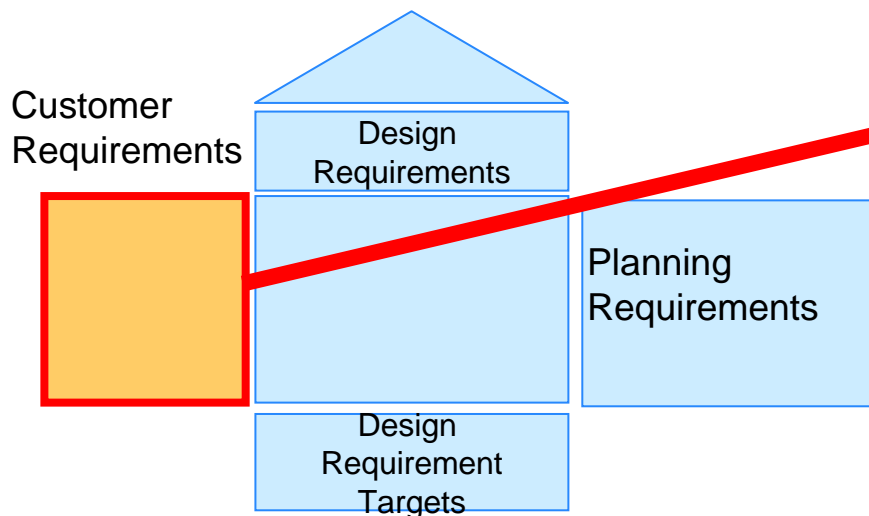 Customer
Requirements
Design
Requirements
Planning
Requirements
Design
Requirement
Targets